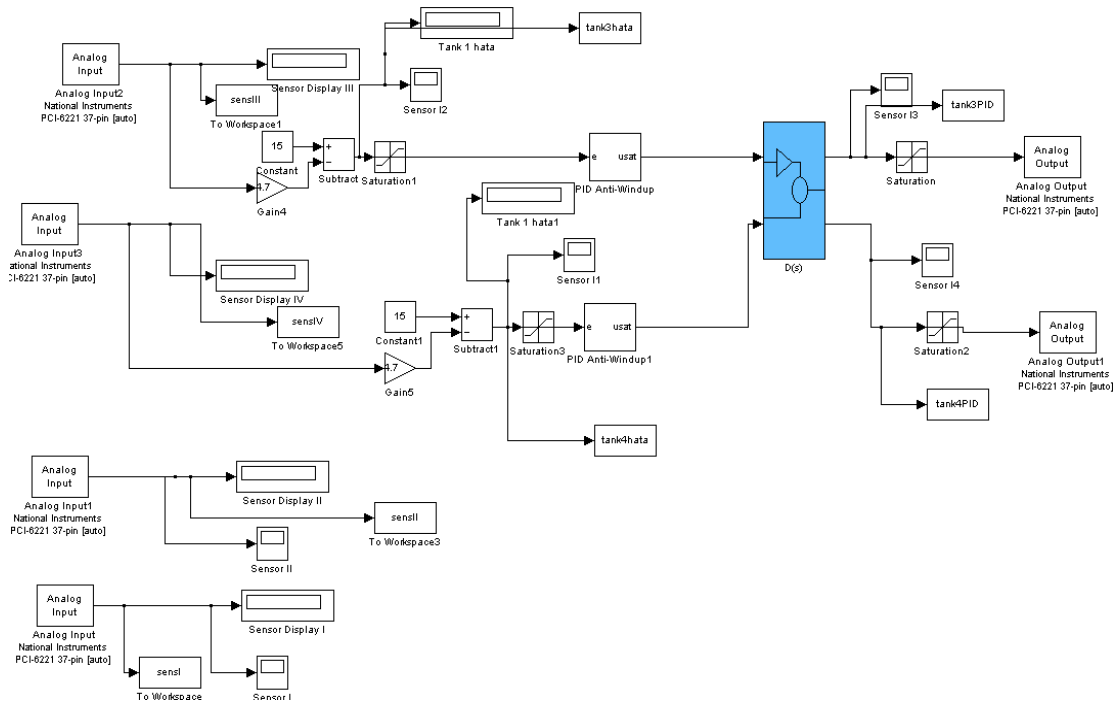 Tank 1 hata
tank3hata
Analog
Input
Analog Input2
National Instruments
PCI-6221 37-pin [auto]
Sensor Display III
sensIII
To Workspace1
Sensor I2
15
Constant
+
−
Subtract
Saturation1
4.7
Gain4
e
usat
PID Anti-Windup
Sensor I3
tank3PID
Saturation
Analog
Output
Analog Output
National Instruments
PCI-6221 37-pin [auto]
D(s)
Analog
Input
Analog Input3
National Instruments
PCI-6221 37-pin [auto]
Sensor Display IV
sensIV
To Workspace5
Tank 1 hata1
Sensor I1
15
Constant1
+
−
Subtract1
Saturation3
4.7
Gain5
e
usat
PID Anti-Windup1
Sensor I4
Saturation2
Analog
Output
Analog Output1
National Instruments
PCI-6221 37-pin [auto]
tank4PID
tank4hata
Analog
Input
Analog Input1
National Instruments
PCI-6221 37-pin [auto]
Sensor Display II
sensII
To Workspace3
Sensor II
Analog
Input
Analog Input
National Instruments
PCI-6221 37-pin [auto]
Sensor Display I
sensI
To Workspace
Sensor I